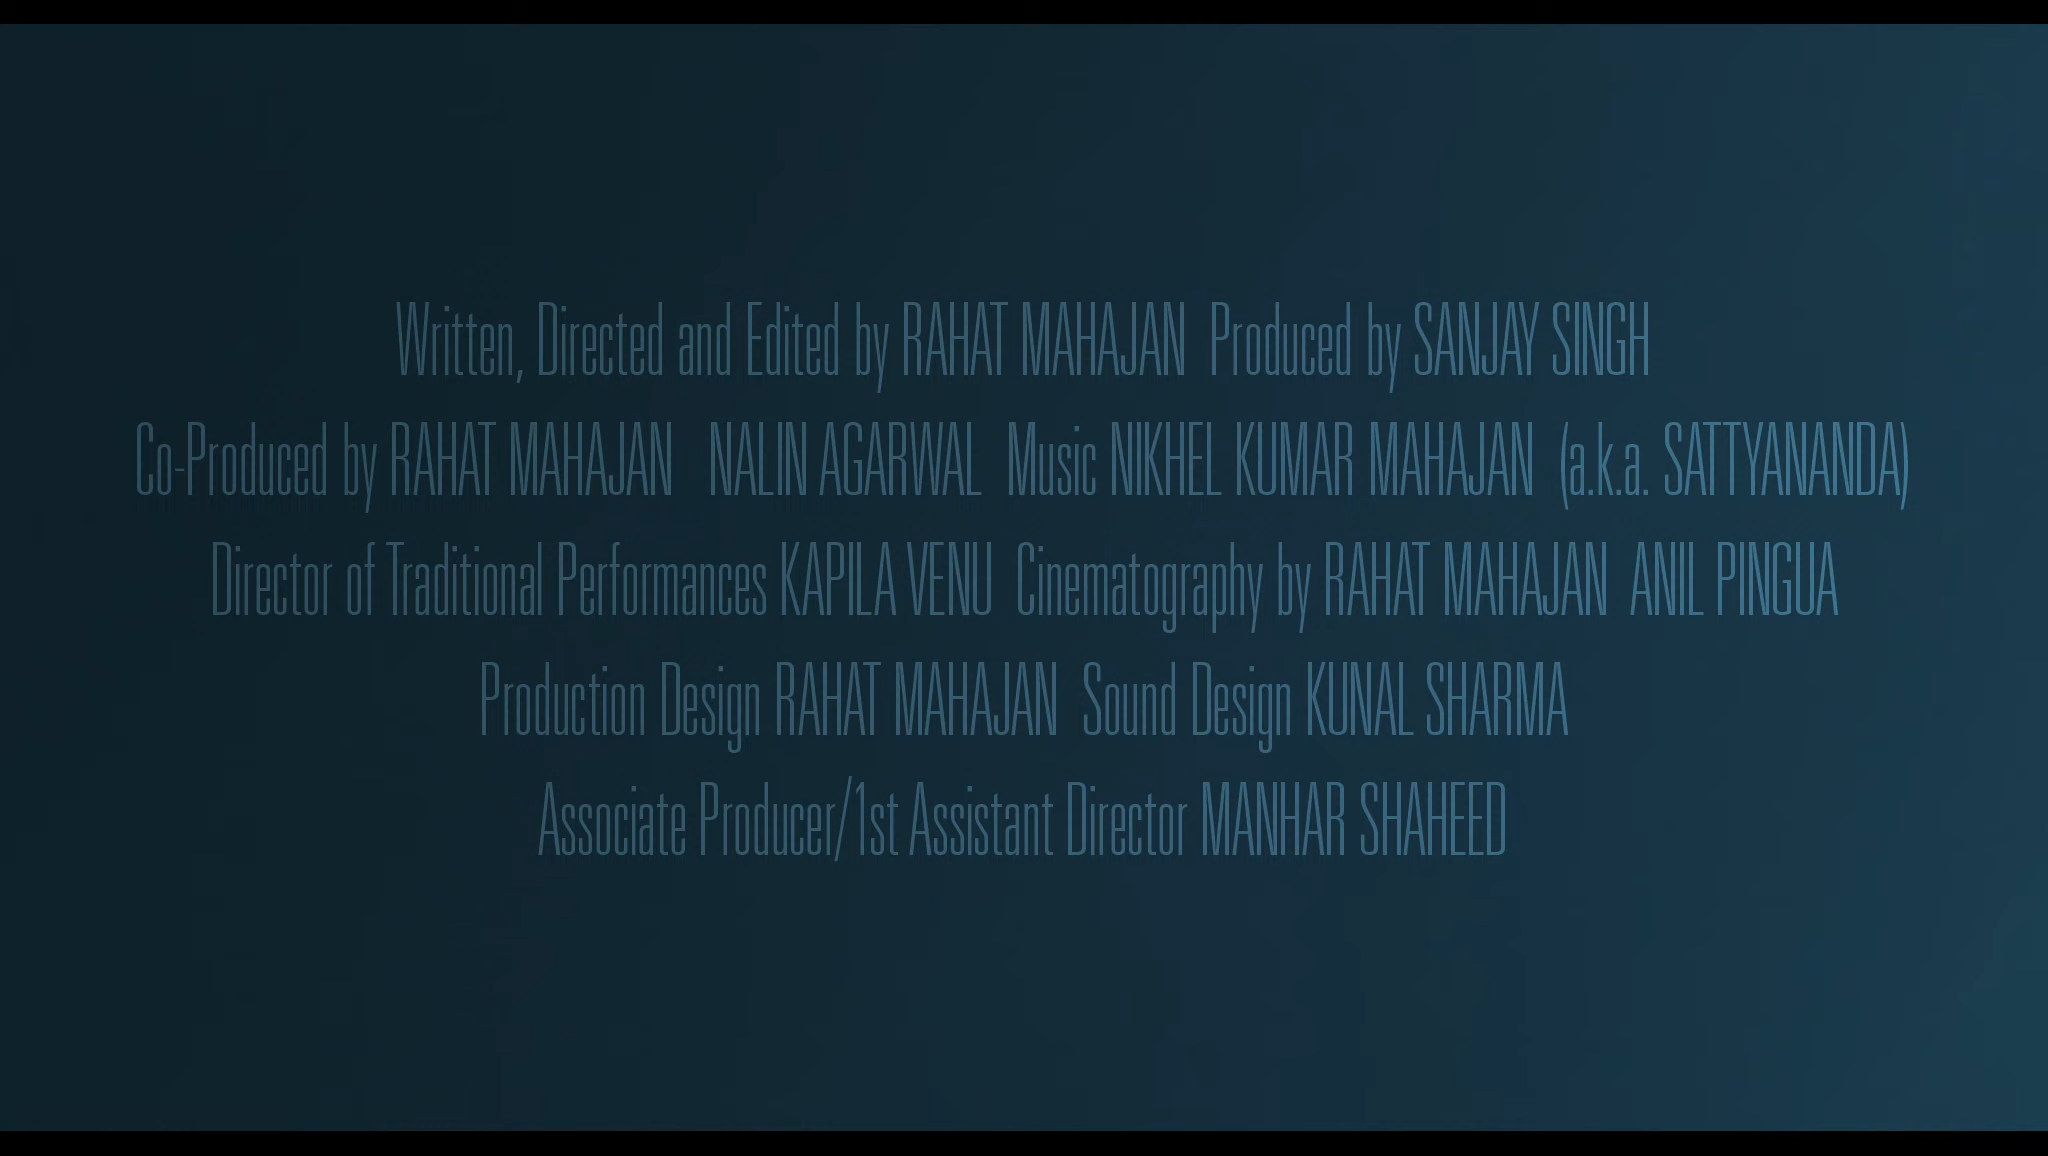 Written, Directed and Edited by RAHAT MAHAJAN Produced by SANJAY SINGH
Co-Produced by RAHAT MAHAJAN NALIN AGARWAL Music NIKHEL KUMAR MAHAJAN (a.k.a. SATTYANANDA)
Director of Traditional Performances KAPILA VENU Cinematography by RAHAT MAHAJAN ANIL PINGUA
Production Design RAHAT MAHAJAN Sound Design KUNAL SHARMA
Associate Producer/1st Assistant Director MANHAR SHAHEED